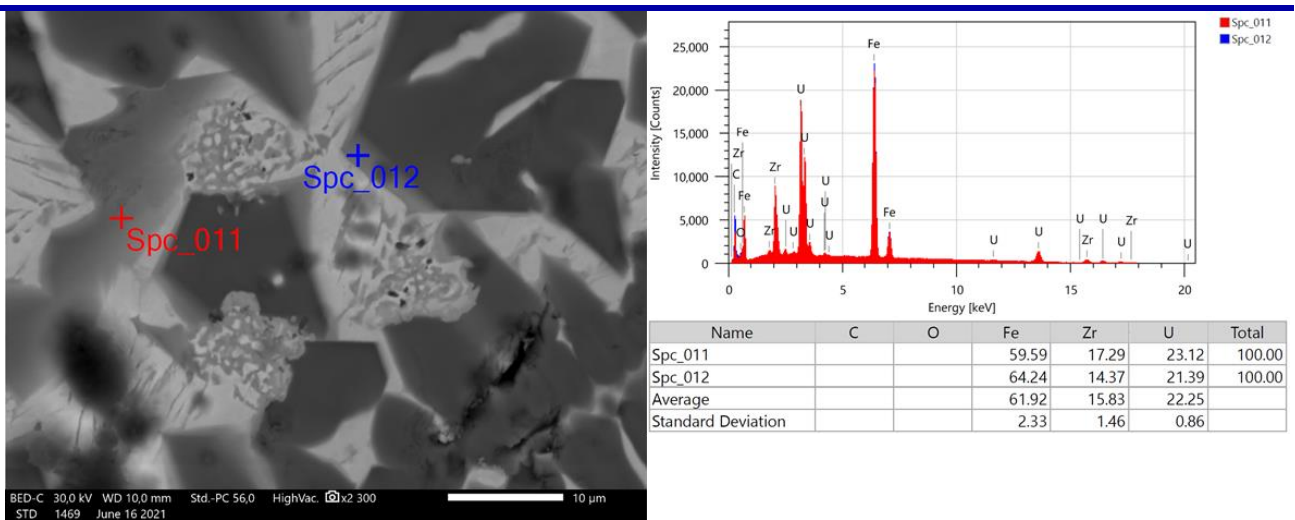 Spc_012
Spc_011
BED-C 30,0 kV WD 10,0 mm Std.-PC 56,0 HighVac. x2 300 10 µm
STD 1469 June 16 2021
Spc_011
Spc_012
Intensity [Counts]
25,000
20,000
15,000
10,000
5,000
0
Fe
U
Fe
U
Zr
Zr
C
Fe
O
Zr
U
U
U
U
U
U
Fe
U
U
U
Zr
U
U
Zr
U
0 5 10 15 20
Energy [keV]
Name C O Fe Zr U Total
Spc_011 59.59 17.29 23.12 100.00
Spc_012 64.24 14.37 21.39 100.00
Average 61.92 15.83 22.25
Standard Deviation 2.33 1.46 0.86